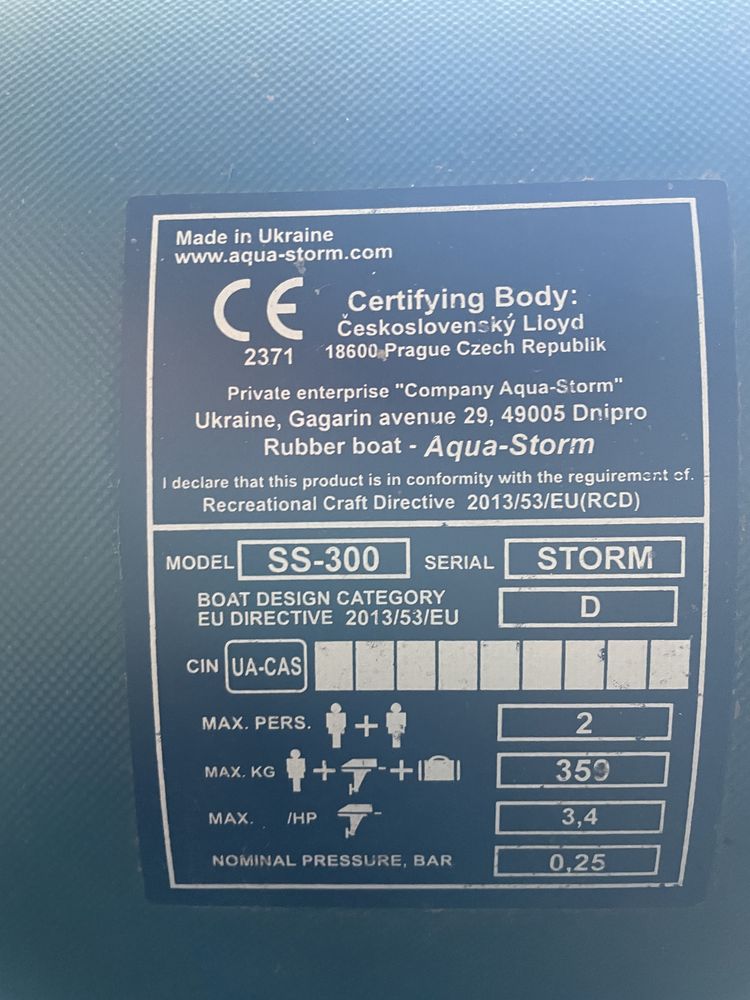 Made in Ukraine
www.aqua-storm.com
CE
2371
Certifying Body:
Československý Lloyd
18600 Prague Czech Republik
Private enterprise "Company Aqua-Storm"
Ukraine, Gagarin avenue 29, 49005 Dnipro
Rubber boat - Aqua-Storm
I declare that this product is in conformity with the reguirement of.
Recreational Craft Directive 2013/53/EU(RCD)
MODEL SS-300 SERIAL STORM
BOAT DESIGN CATEGORY
EU DIRECTIVE 2013/53/EU D
CIN UA-CAS
MAX. PERS. + 2
MAX. KG + + 359
MAX. /HP 3,4
NOMINAL PRESSURE, BAR 0,25